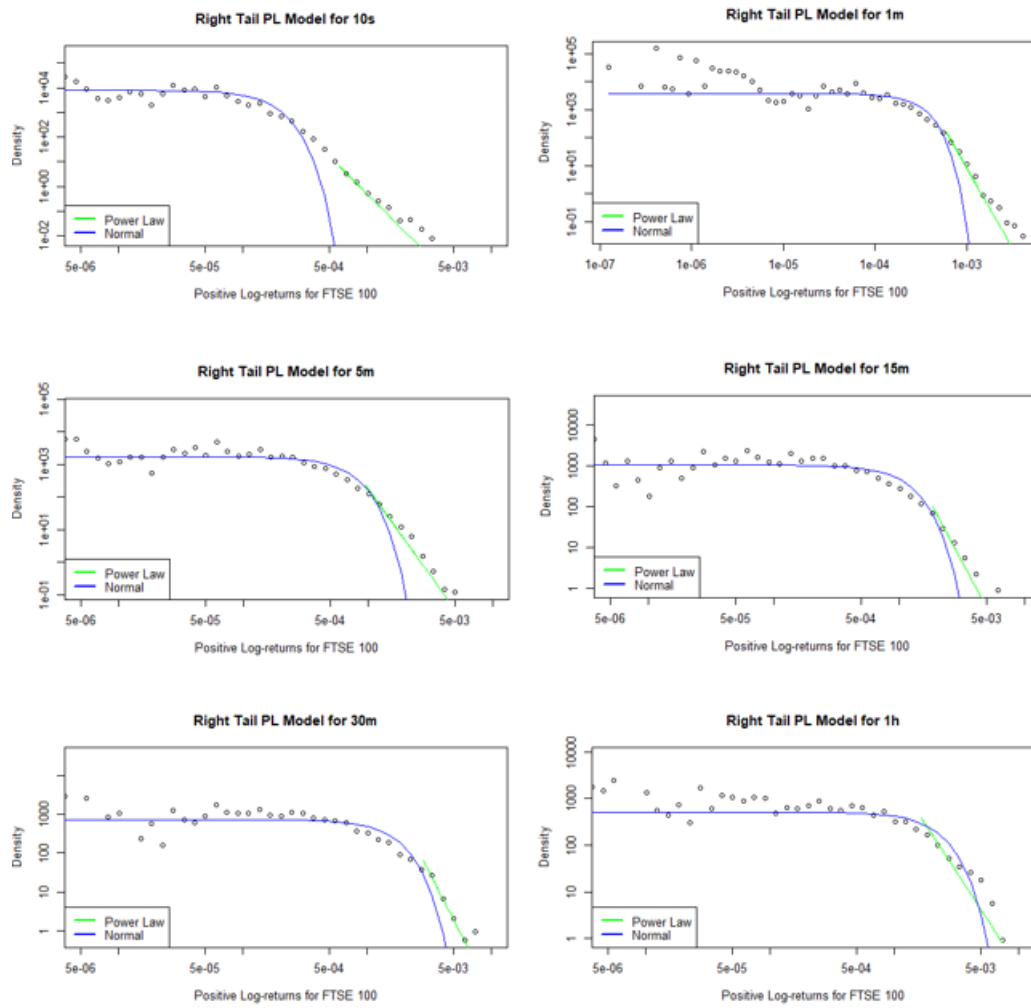 Right Tail PL Model for 10s
Density
1e+04
1e+02
1e+00
1e-02
Power Law
Normal
5e-06 5e-05 5e-04 5e-03
Positive Log-returns for FTSE 100
Right Tail PL Model for 1m
Density
1e+05
1e+03
1e+01
1e-01
Power Law
Normal
1e-07 1e-06 1e-05 1e-04 1e-03
Positive Log-returns for FTSE 100
Right Tail PL Model for 5m
Density
1e+05
1e+03
1e+01
1e-01
Power Law
Normal
5e-06 5e-05 5e-04 5e-03
Positive Log-returns for FTSE 100
Right Tail PL Model for 15m
Density
10000
1000
100
10
1
Power Law
Normal
5e-06 5e-05 5e-04 5e-03
Positive Log-returns for FTSE 100
Right Tail PL Model for 30m
Density
1000
100
10
1
Power Law
Normal
5e-06 5e-05 5e-04 5e-03
Positive Log-returns for FTSE 100
Right Tail PL Model for 1h
Density
10000
1000
100
10
1
Power Law
Normal
5e-06 5e-05 5e-04 5e-03
Positive Log-returns for FTSE 100